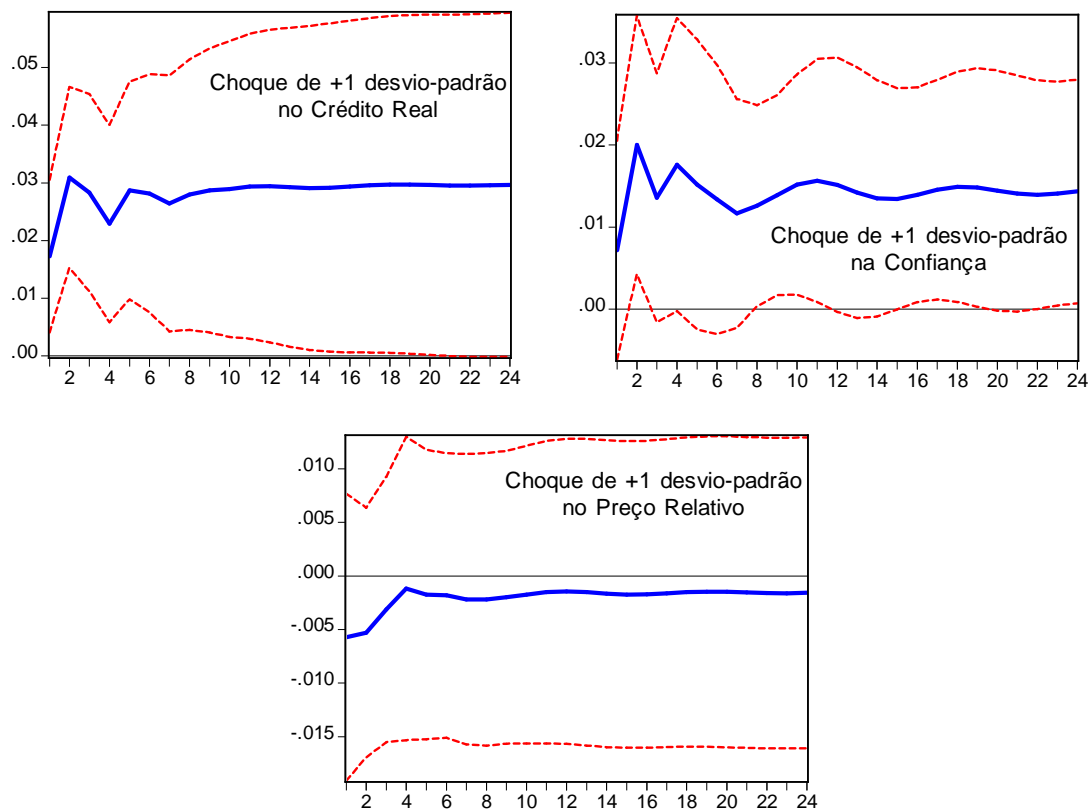 .05
.04
.03
.02
.01
.00
Choque de +1 desvio-padrão
no Crédito Real
2 4 6 8 10 12 14 16 18 20 22 24
.03
.02
.01
.00
Choque de +1 desvio-padrão
na Confiança
2 4 6 8 10 12 14 16 18 20 22 24
.010
.005
.000
-.005
-.010
-.015
Choque de +1 desvio-padrão
no Preço Relativo
2 4 6 8 10 12 14 16 18 20 22 24